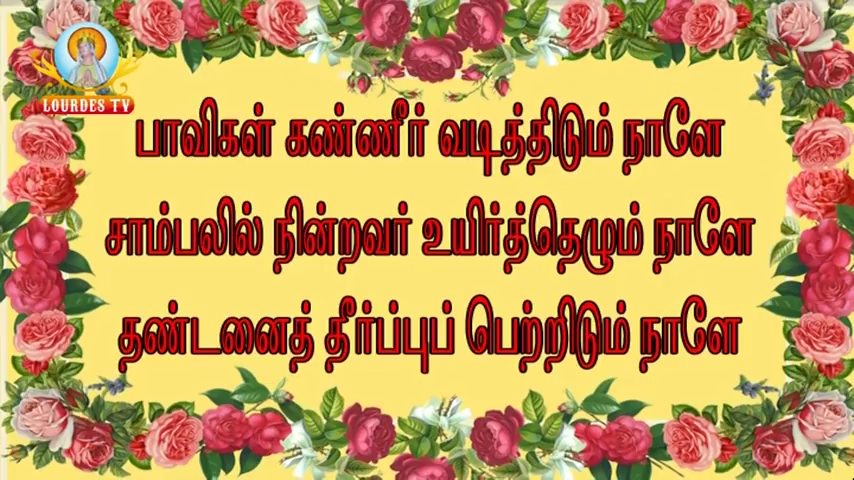 LOURDES TV
பாவிகள் கண்ணீர் வடித்திடும் நாளே
சாம்பலில் நின்றவர் உயிர்த்தெழும் நாளே
தண்டனைத் தீர்ப்புப் பெற்றிடும் நாளே